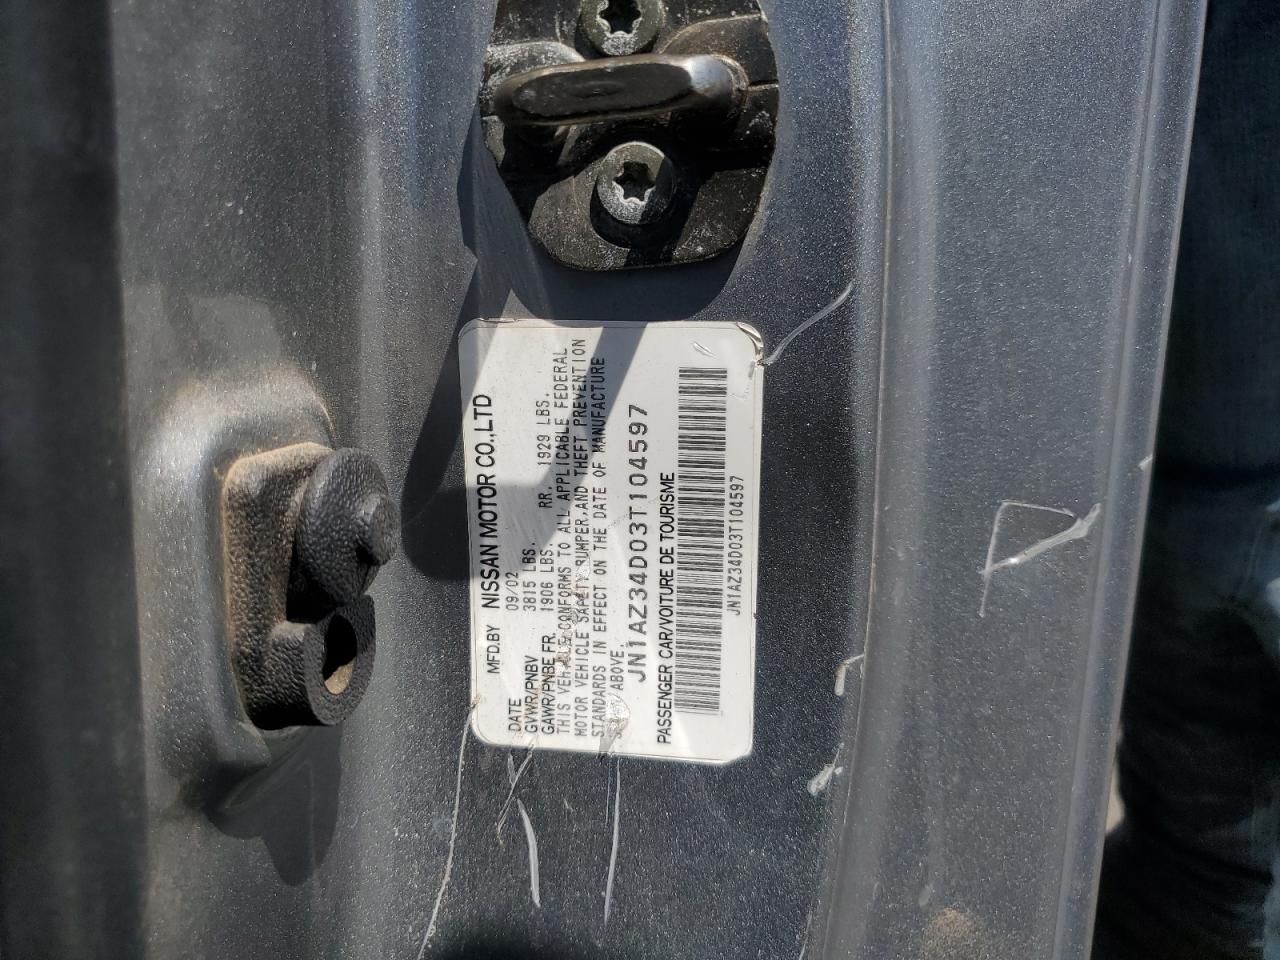 MFD.BY NISSAN MOTOR CO.,LTD
DATE 09/02
GVWR/PNBV 3815 LBS.
GAWR/PNBE FR. 1906 LBS. RR. 1929 LBS.
THIS VEHICLE CONFORMS TO ALL APPLICABLE FEDERAL
MOTOR VEHICLE SAFETY, BUMPER, AND THEFT PREVENTION
STANDARDS IN EFFECT ON THE DATE OF MANUFACTURE
ABOVE.
JN1AZ34D03T104597
PASSENGER CAR/VOITURE DE TOURISME
JN1AZ34D03T104597